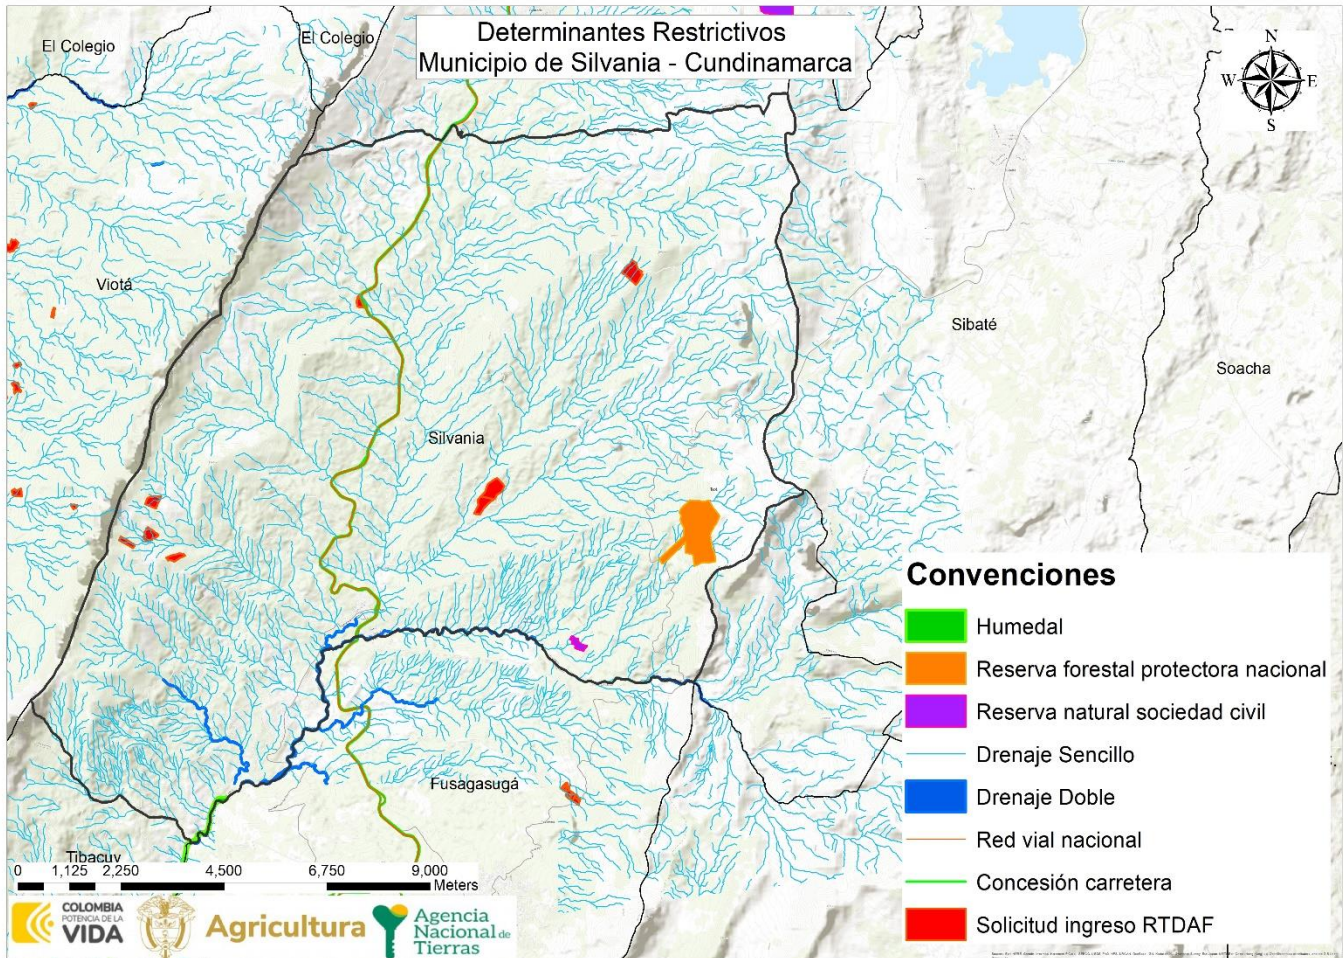 Determinantes Restrictivos
Municipio de Silvania - Cundinamarca
El Colegio
El Colegio
N
W
E
S
Viotá
Sibaté
Soacha
Silvania
Fusagasugá
Tibacuy
Convenciones
Humedal
Reserva forestal protectora nacional
Reserva natural sociedad civil
Drenaje Sencillo
Drenaje Doble
Red vial nacional
Concesión carretera
Solicitud ingreso RTDAF
0 1,125 2,250 4,500 6,750 9,000
Meters
COLOMBIA
POTENCIA DE LA
VIDA
Agricultura
Agencia
Nacional de
Tierras